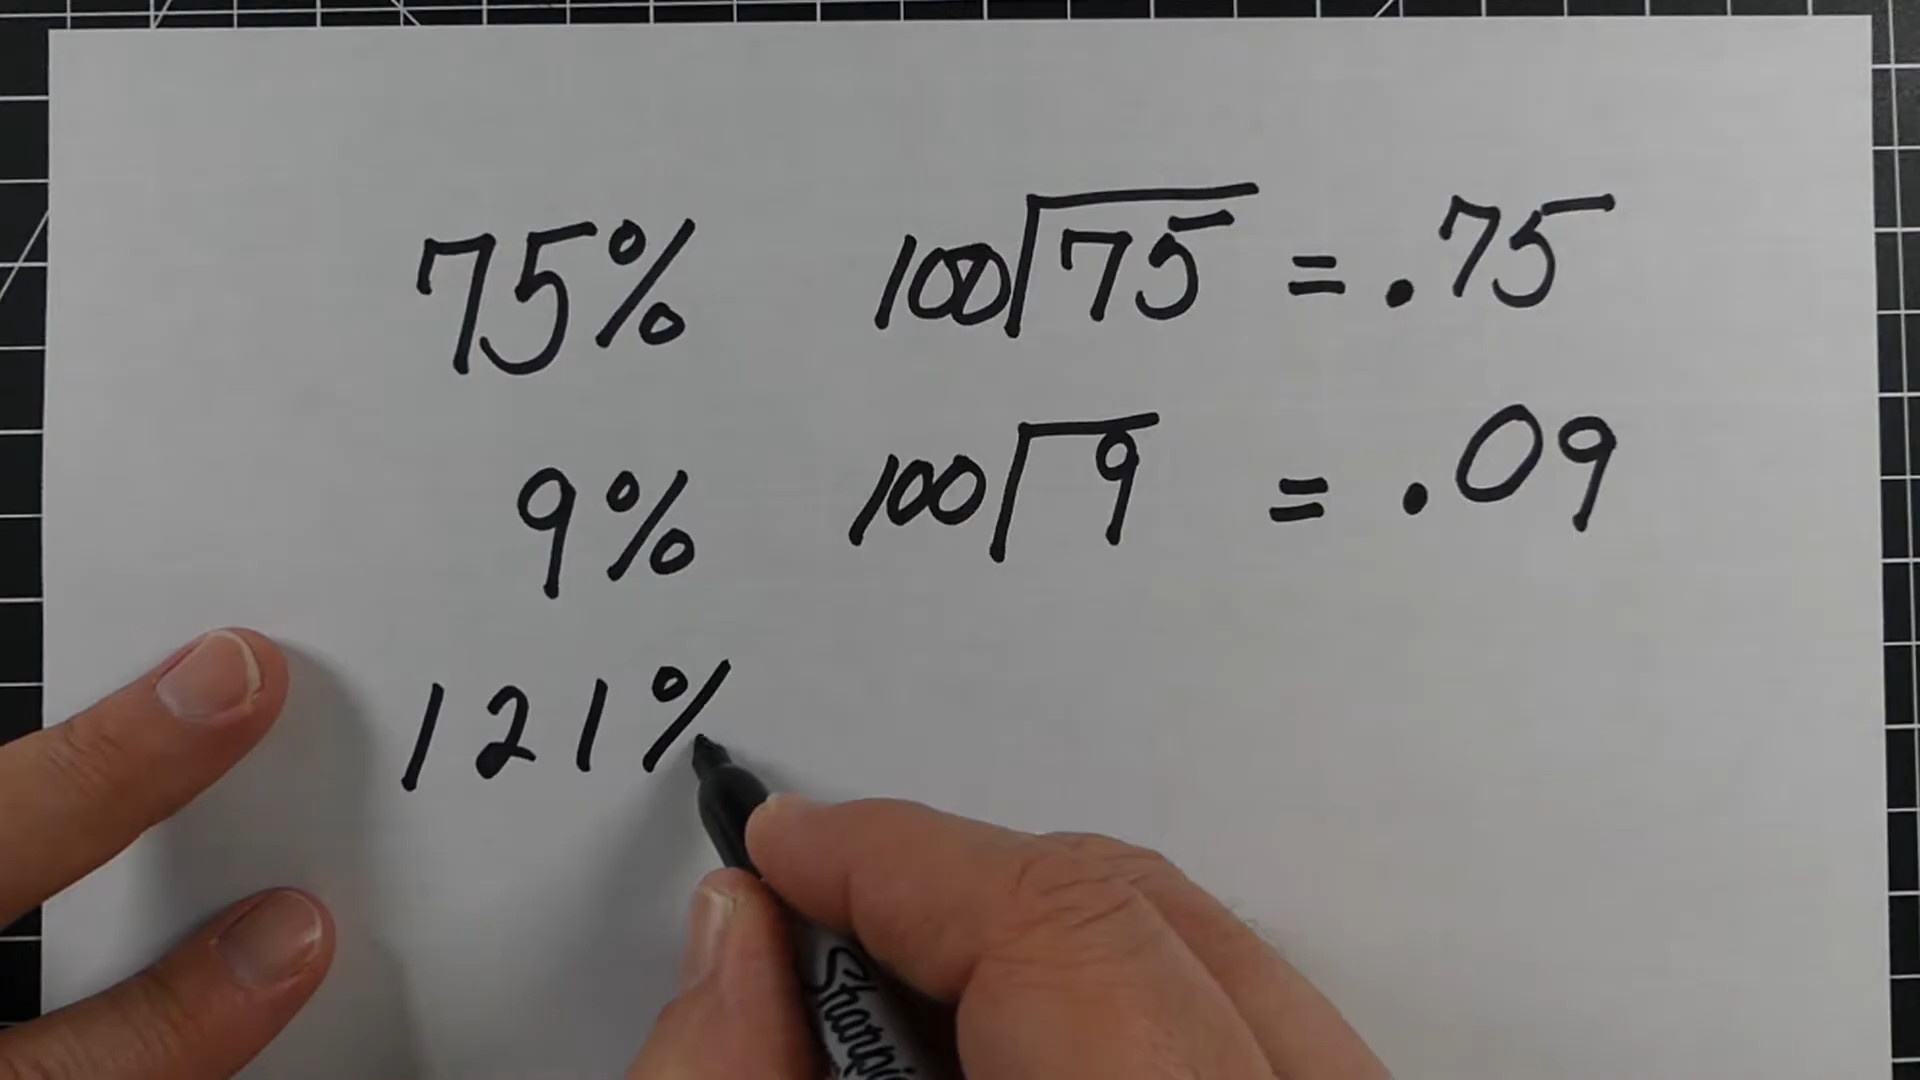 75% 100⟌75 = .75
9% 100⟌9 = .09
121%
Sharpie